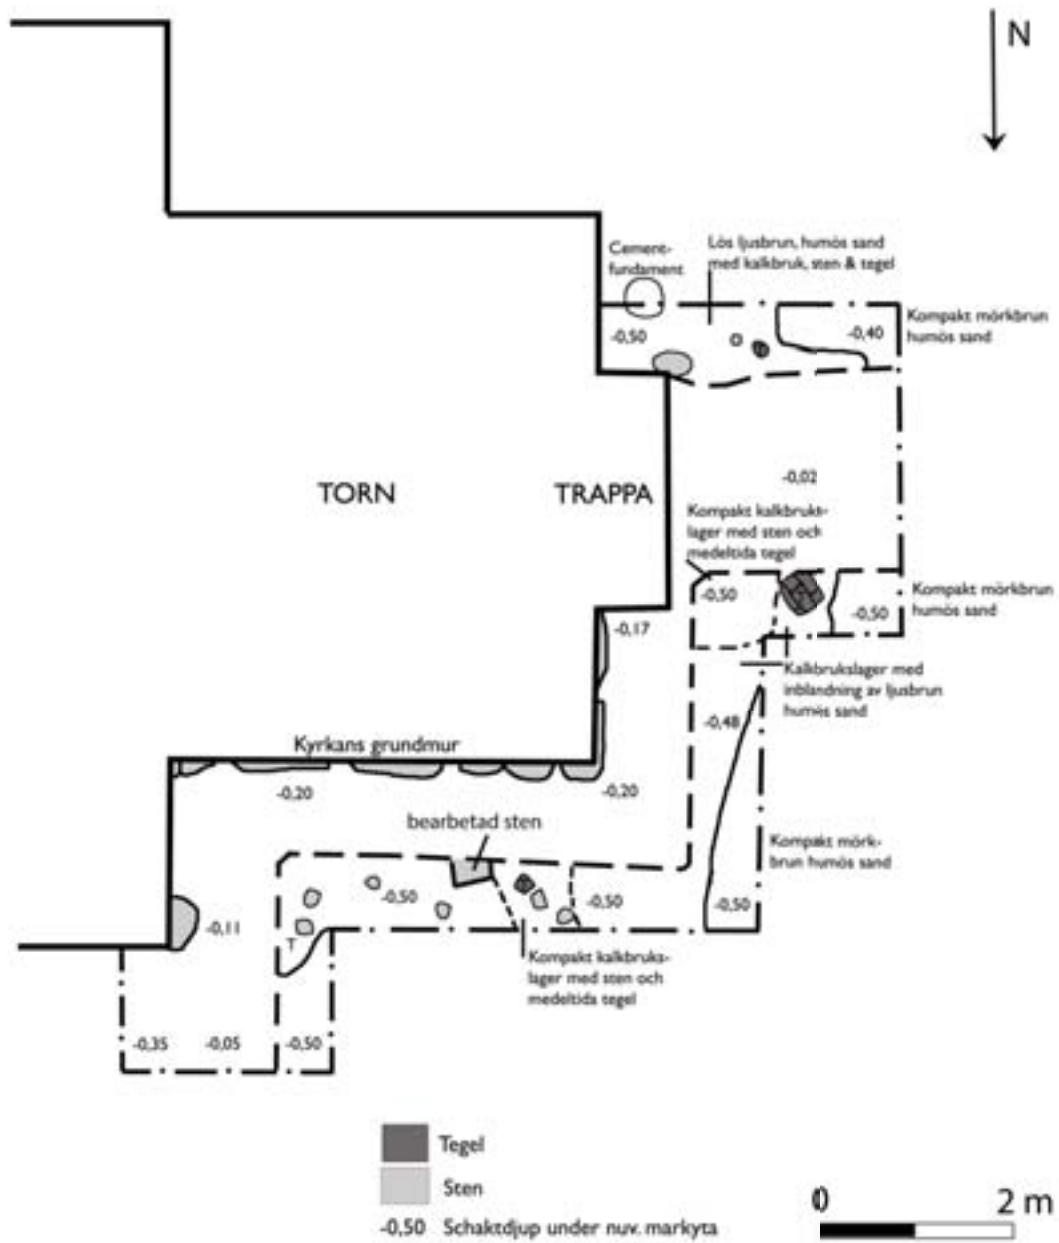 N
Cement-
fundament
Lös ljusbrun, humös sand
med kalkbruk, sten & tegel
Kompakt mörkbrun
humös sand
-0,50
-0,40
-0,02
TORN
TRAPPA
Kompakt kalkbruks-
lager med sten och
medeltida tegel
-0,50
-0,50
Kompakt mörkbrun
humös sand
-0,17
Kalkbrukslager med
inblandning av ljusbrun
humös sand
-0,48
Kyrkans grundmur
-0,20
-0,20
bearbetad sten
Kompakt mörk-
brun humös sand
-0,50
-0,50
-0,50
-0,11
T
Kompakt kalkbruks-
lager med sten och
medeltida tegel
-0,35
-0,05
-0,50
Tegel
Sten
-0,50 Schaktdjup under nuv. markyta
0
2 m